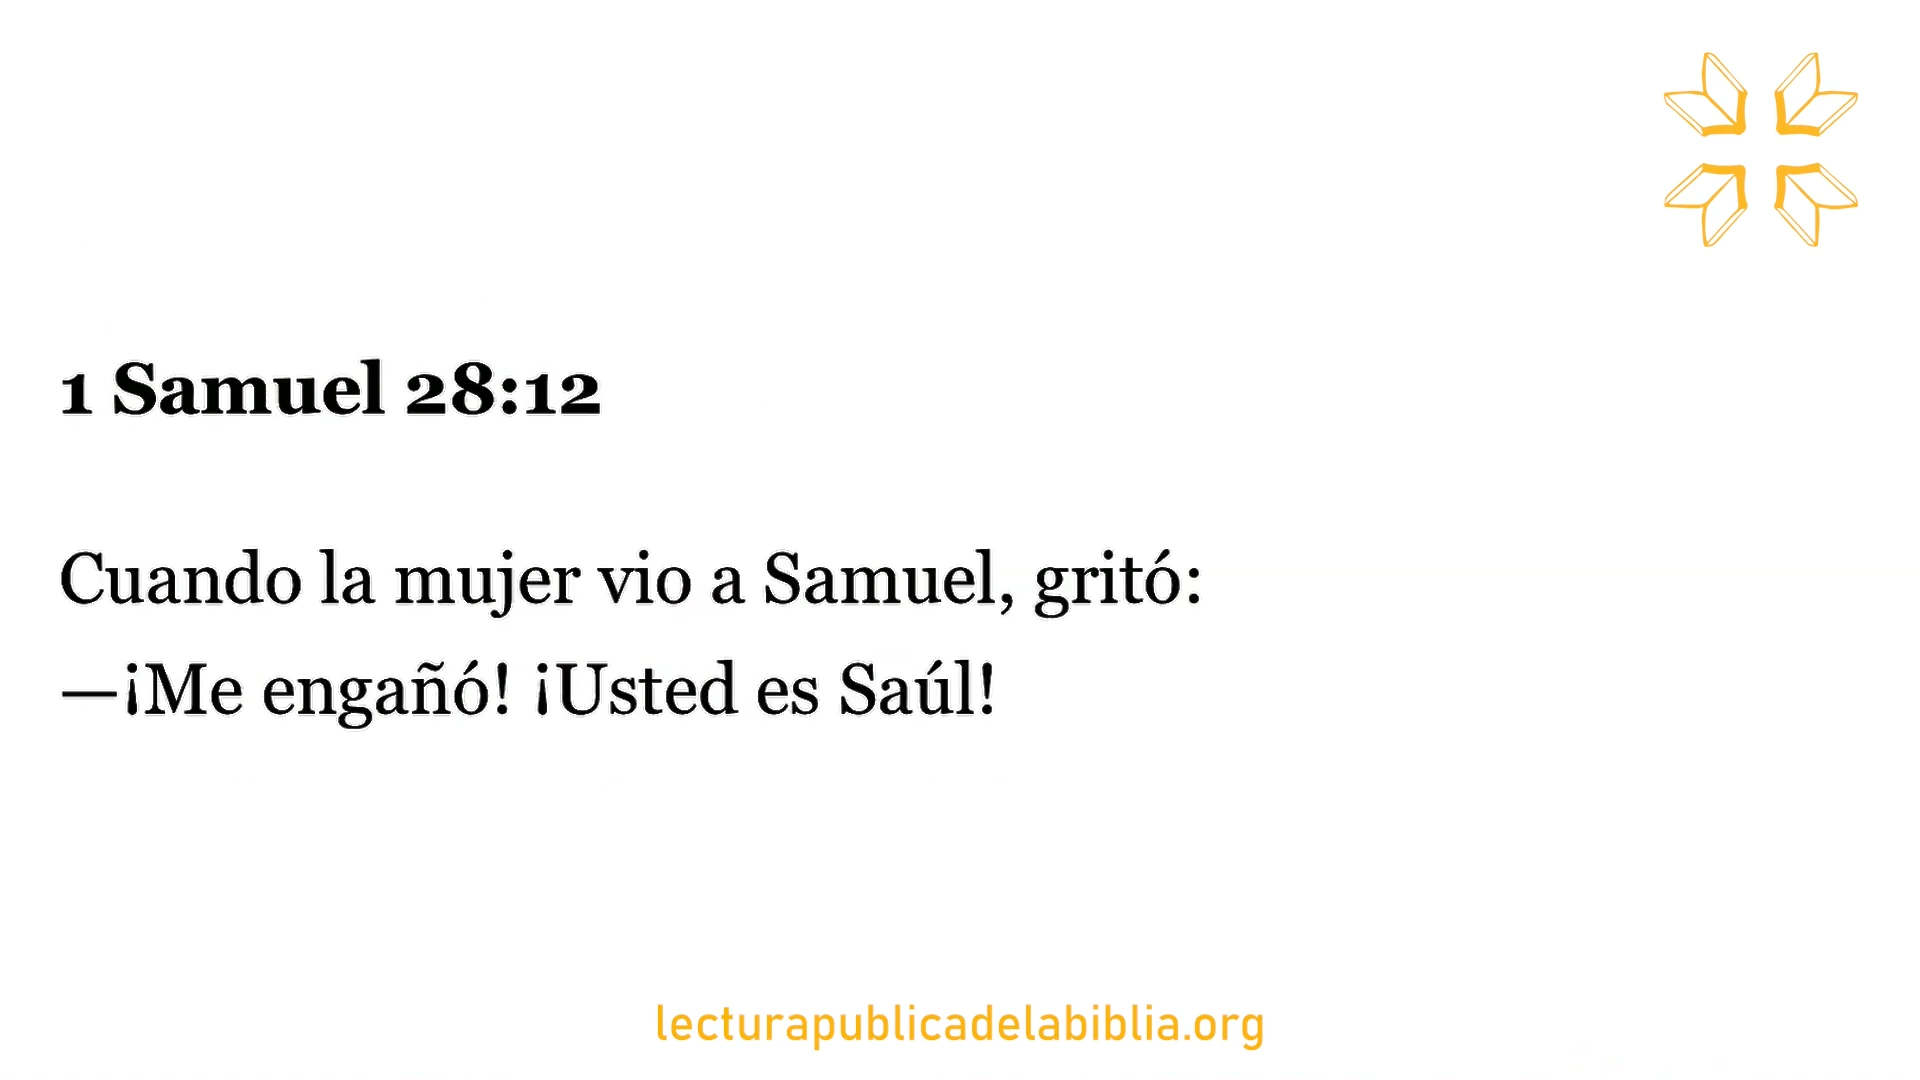 1 Samuel 28:12
Cuando la mujer vio a Samuel, gritó:
—¡Me engañó! ¡Usted es Saúl!
lecturapublicadelabiblia.org